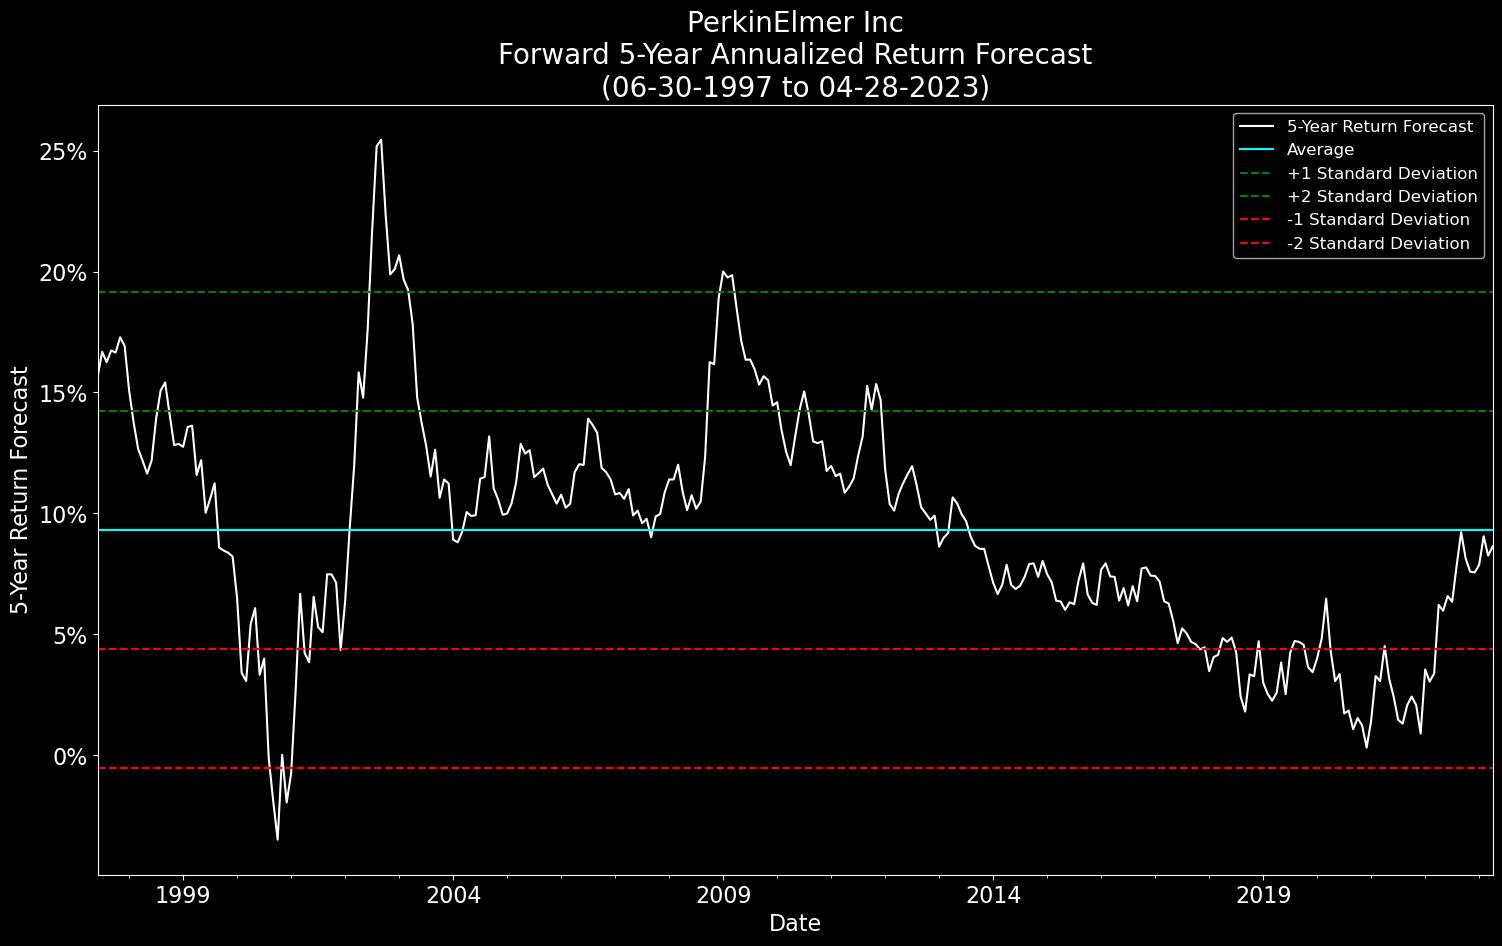 PerkinElmer Inc
Forward 5-Year Annualized Return Forecast
(06-30-1997 to 04-28-2023)
5-Year Return Forecast
Average
+1 Standard Deviation
+2 Standard Deviation
-1 Standard Deviation
-2 Standard Deviation
5-Year Return Forecast
25%
20%
15%
10%
5%
0%
1999
2004
2009
2014
2019
Date